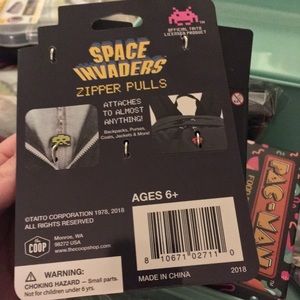 OFFICIAL TAITO
LICENSED PRODUCT
SPACE
INVADERS
ZIPPER PULLS
ATTACHES
TO ALMOST
ANYTHING!
Backpacks, Purses,
Coats, Jackets & More!
AGES 6+
©TAITO CORPORATION 1978, 2018
ALL RIGHTS RESERVED
the
COOP
Monroe, WA
98272 USA
www.thecoopshop.com
8 10671 02711 0
WARNING:
CHOKING HAZARD — Small parts.
Not for children under 6 yrs.
MADE IN CHINA
2018
PAC-MAN